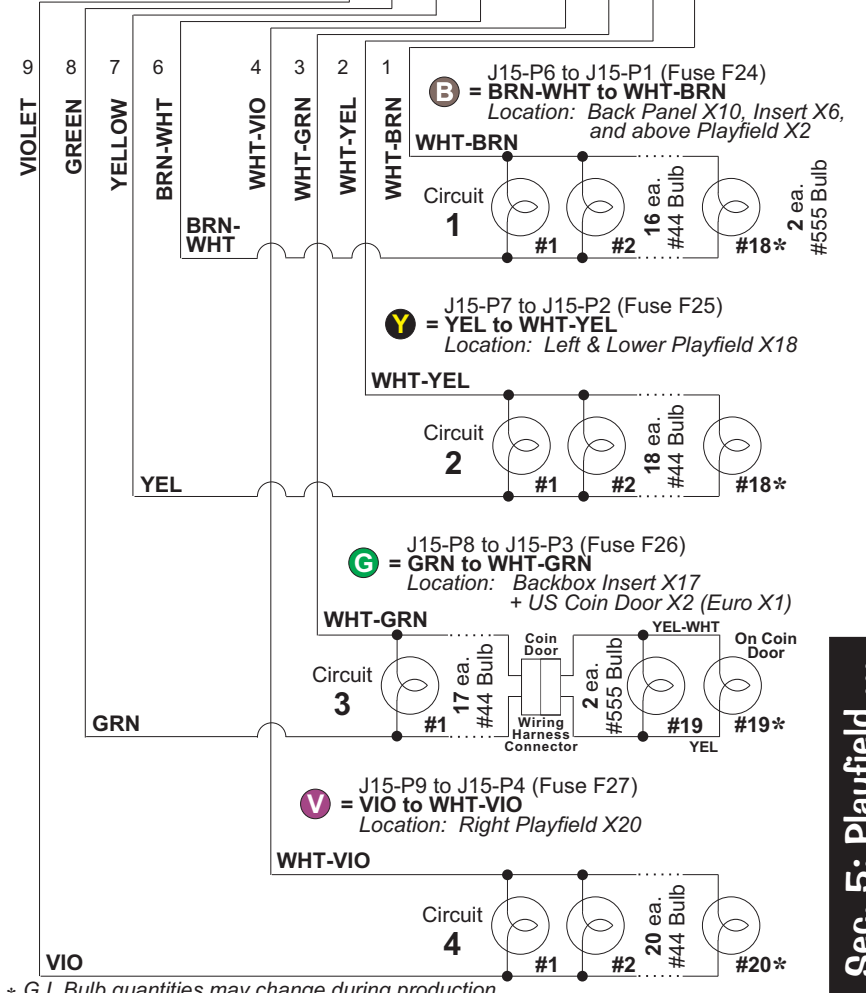 9 8 7 6 4 3 2 1
VIOLET
GREEN
YELLOW
BRN-WHT
WHT-VIO
WHT-GRN
WHT-YEL
WHT-BRN
J15-P6 to J15-P1 (Fuse F24)
B = BRN-WHT to WHT-BRN
Location: Back Panel X10, Insert X6,
and above Playfield X2
WHT-BRN
Circuit
1
BRN-
WHT
#1
#2
16 ea.
#44 Bulb
#18*
2 ea.
#555 Bulb
J15-P7 to J15-P2 (Fuse F25)
Y = YEL to WHT-YEL
Location: Left & Lower Playfield X18
WHT-YEL
Circuit
2
YEL
#1
#2
18 ea.
#44 Bulb
#18*
J15-P8 to J15-P3 (Fuse F26)
G = GRN to WHT-GRN
Location: Backbox Insert X17
+ US Coin Door X2 (Euro X1)
WHT-GRN
Circuit
3
GRN
#1
17 ea.
#44 Bulb
Coin
Door
Wiring
Harness
Connector
2 ea.
#555 Bulb
YEL-WHT
On Coin
Door
#19
#19*
YEL
J15-P9 to J15-P4 (Fuse F27)
V = VIO to WHT-VIO
Location: Right Playfield X20
WHT-VIO
Circuit
4
VIO
#1
#2
20 ea.
#44 Bulb
#20*
* G.I. Bulb quantities may change during production
Sec. 5: Playfield